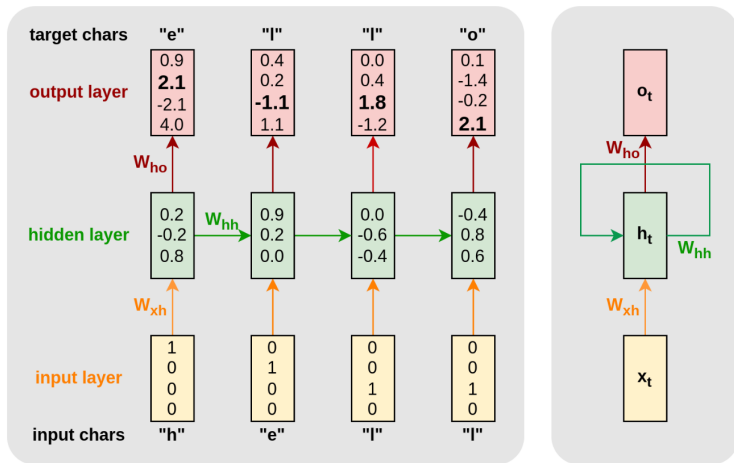 target chars "e" "l" "l" "o"
output layer
0.9 0.4 0.0 0.1
2.1 0.2 0.4 -1.4
-2.1 -1.1 1.8 -0.2
4.0 1.1 -1.2 2.1
W_ho
hidden layer
W_hh
0.2 0.9 0.0 -0.4
-0.2 0.2 -0.6 0.8
0.8 0.0 -0.4 0.6
W_xh
input layer
1 0 0 0
0 1 0 0
0 0 1 1
0 0 0 0
input chars "h" "e" "l" "l"
o_t
W_ho
h_t
W_hh
W_xh
x_t